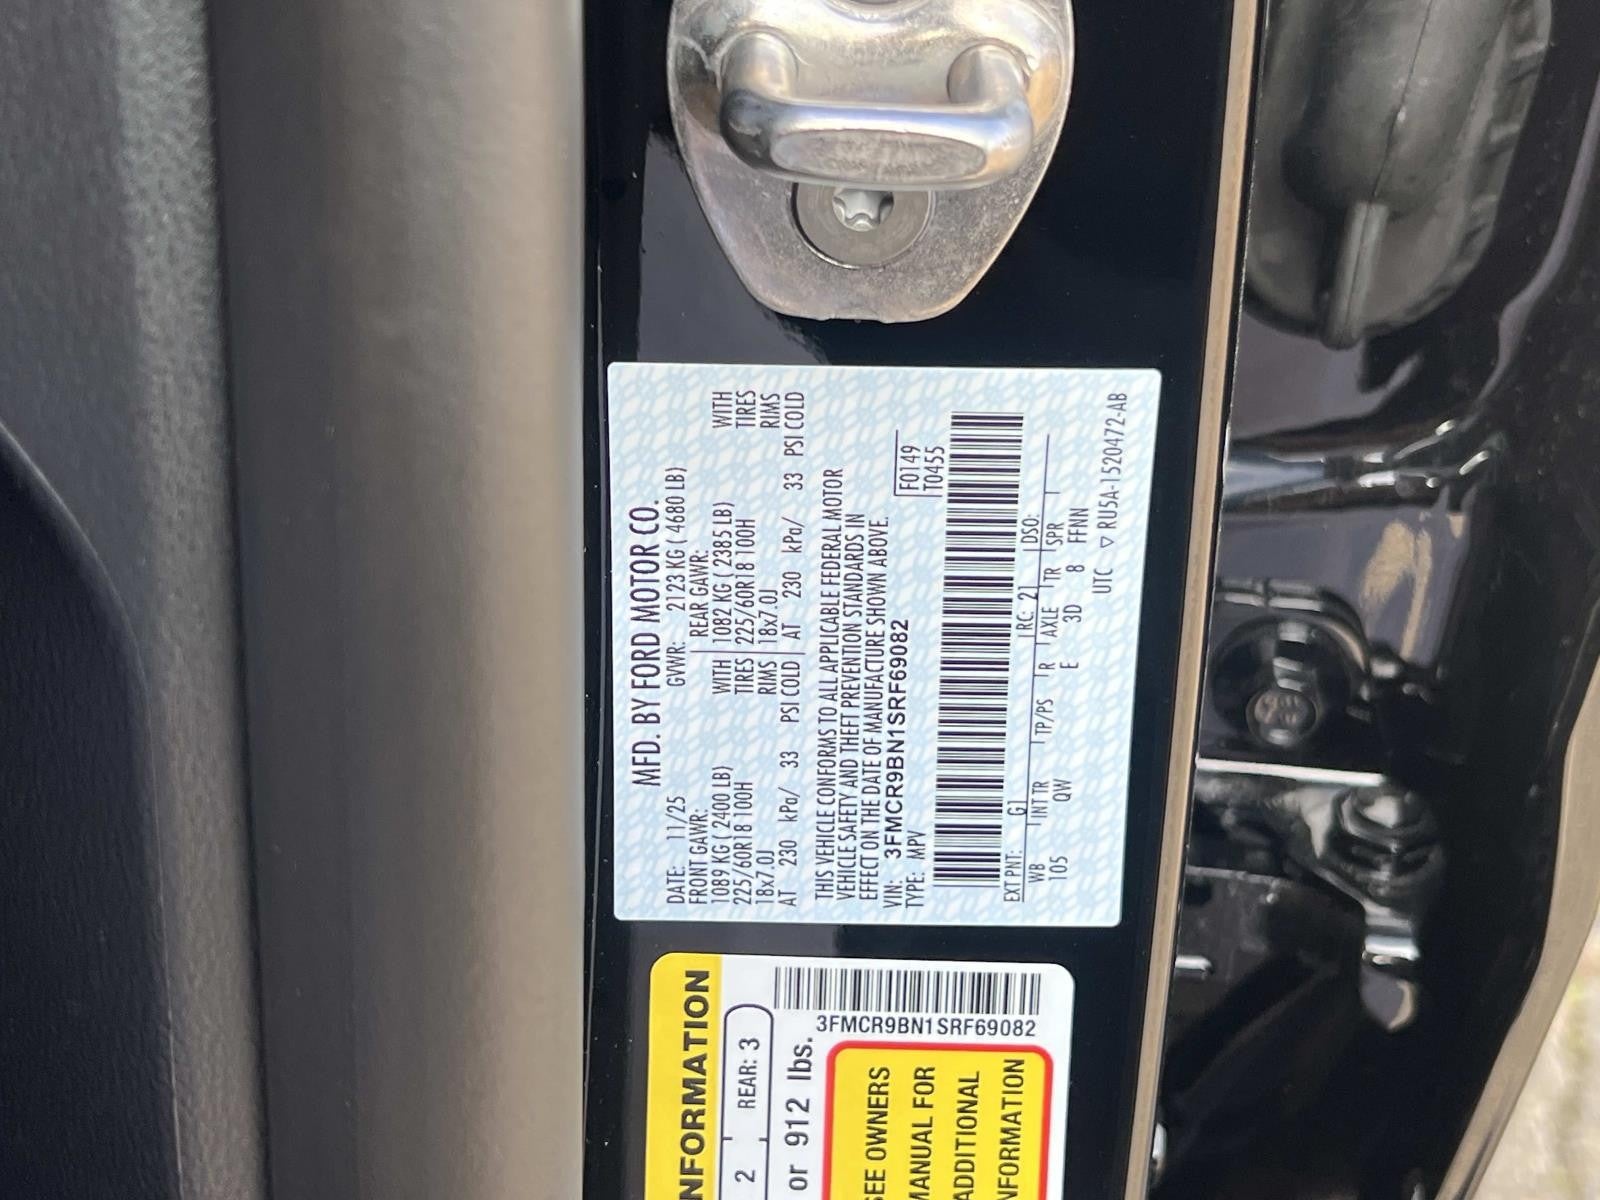 MFD. BY FORD MOTOR CO.
DATE: 11/25 GVWR: 2123 KG ( 4680 LB)
FRONT GAWR: REAR GAWR:
1089 KG ( 2400 LB) WITH 1082 KG ( 2385 LB) WITH
225/60R18 100H TIRES 225/60R18 100H TIRES
18x7.0J RIMS 18x7.0J RIMS
AT 230 kPa/ 33 PSI COLD AT 230 kPa/ 33 PSI COLD
THIS VEHICLE CONFORMS TO ALL APPLICABLE FEDERAL MOTOR
VEHICLE SAFETY AND THEFT PREVENTION STANDARDS IN
EFFECT ON THE DATE OF MANUFACTURE SHOWN ABOVE.
VIN: 3FMCR9BN1SRF69082 F0149
TYPE: MPV T0455
EXT PNT: G1 RC: 21 DSO:
WB INT TR TP/PS R AXLE TR SPR
105 QW E 3D 8 FFNN
UTC ▽ RU5A-1520472-AB
NFORMATION
2 REAR: 3
or 912 lbs.
3FMCR9BN1SRF69082
SEE OWNERS
MANUAL FOR
ADDITIONAL
NFORMATION